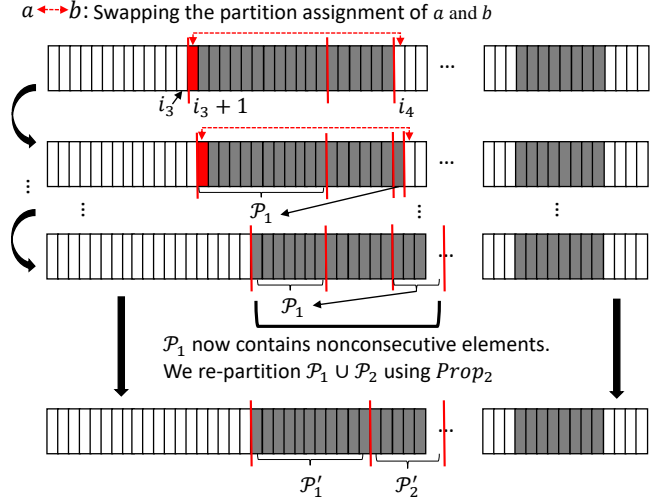 a ↔ b: Swapping the partition assignment of a and b
...
i₃ i₃ + 1 i₄
...
𝒫₁
...
𝒫₁
𝒫₁ now contains nonconsecutive elements.
We re-partition 𝒫₁ ∪ 𝒫₂ using Prop₂
...
𝒫₁′ 𝒫₂′